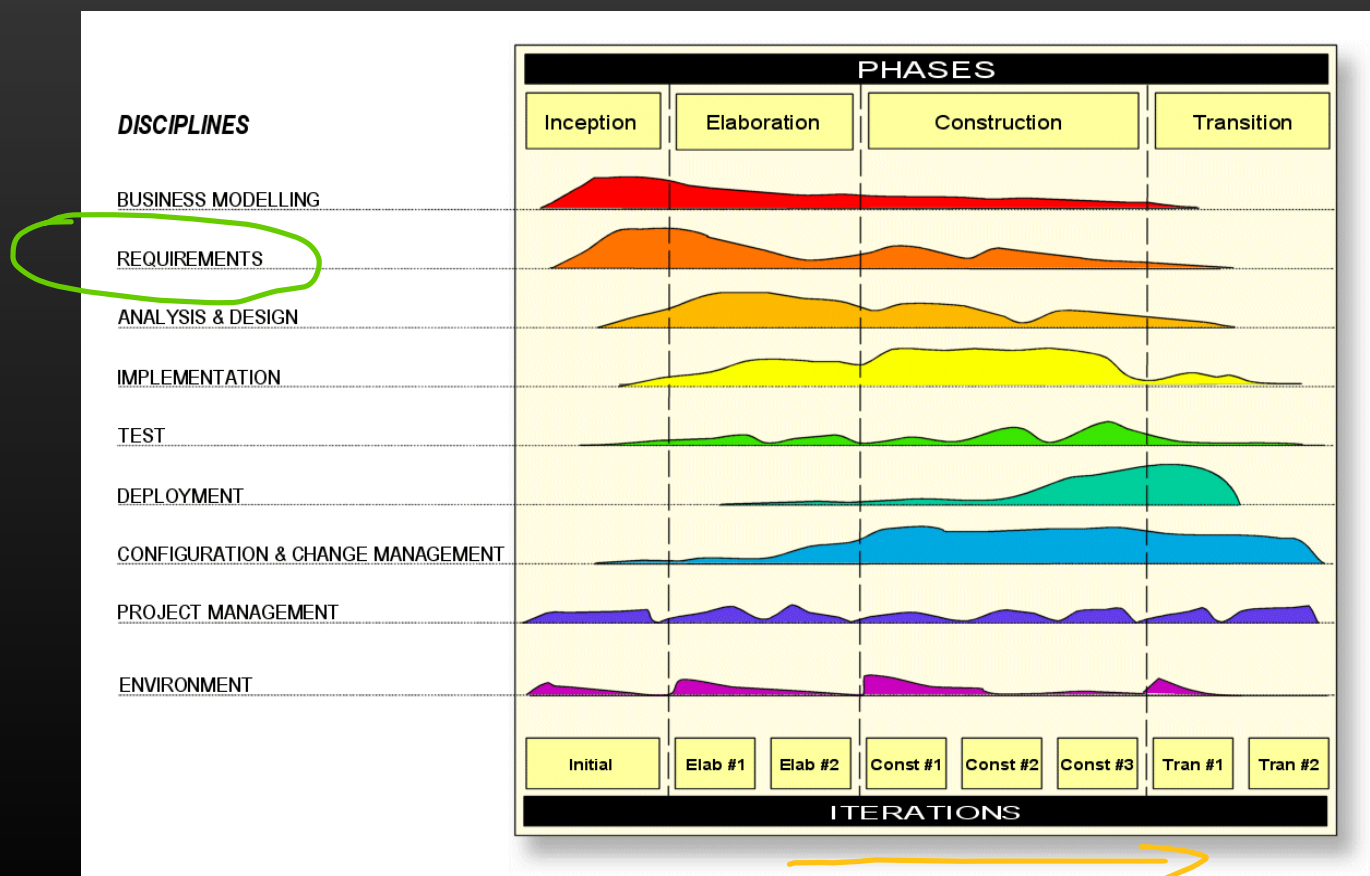 PHASES
DISCIPLINES
Inception Elaboration Construction Transition
BUSINESS MODELLING
REQUIREMENTS
ANALYSIS & DESIGN
IMPLEMENTATION
TEST
DEPLOYMENT
CONFIGURATION & CHANGE MANAGEMENT
PROJECT MANAGEMENT
ENVIRONMENT
Initial Elab #1 Elab #2 Const #1 Const #2 Const #3 Tran #1 Tran #2
ITERATIONS